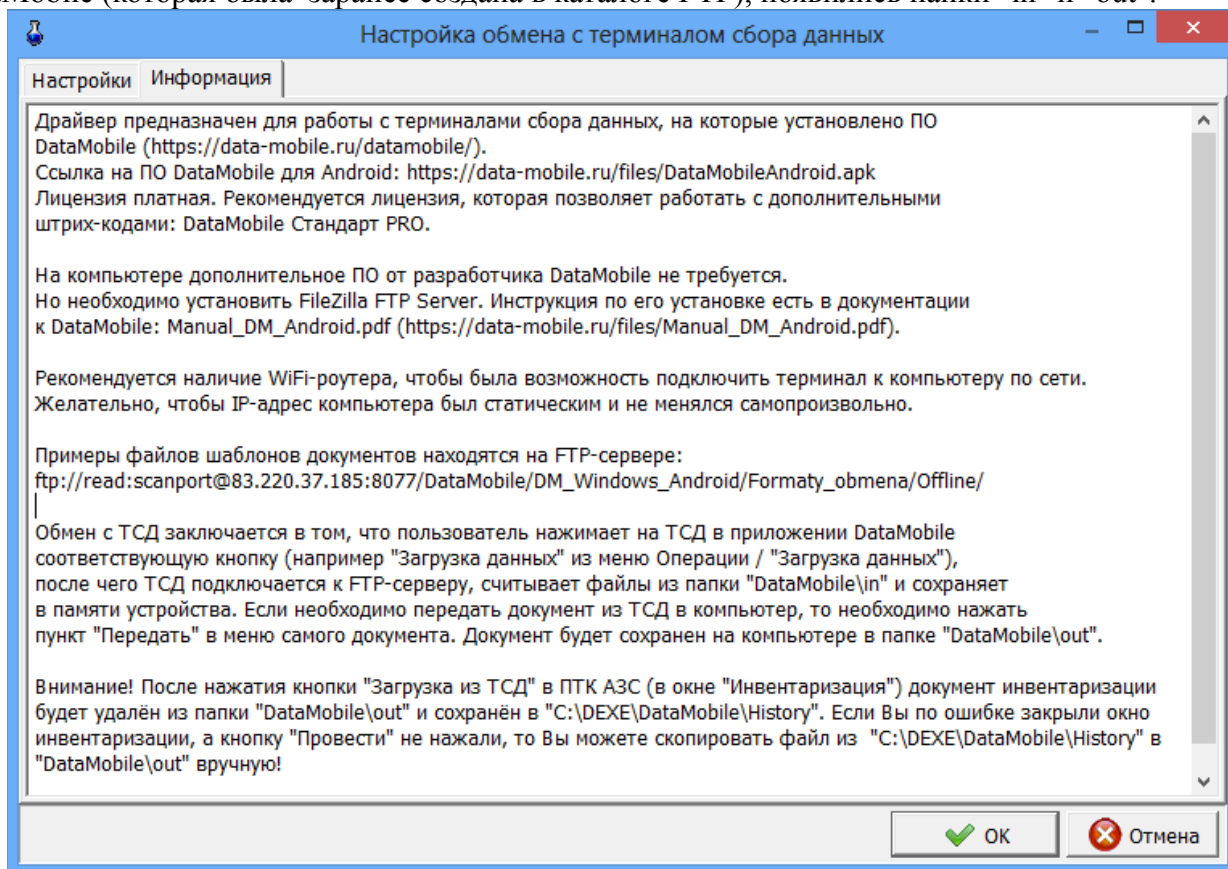 (которая была заранее создана в каталоге FTP), появились папки "in" и "out".
Настройка обмена с терминалом сбора данных
Настройки Информация
Драйвер предназначен для работы с терминалами сбора данных, на которые установлено ПО
DataMobile (https://data-mobile.ru/datamobile/).
Ссылка на ПО DataMobile для Android: https://data-mobile.ru/files/DataMobileAndroid.apk
Лицензия платная. Рекомендуется лицензия, которая позволяет работать с дополнительными
штрих-кодами: DataMobile Стандарт PRO.
На компьютере дополнительное ПО от разработчика DataMobile не требуется.
Но необходимо установить FileZilla FTP Server. Инструкция по его установке есть в документации
к DataMobile: Manual_DM_Android.pdf (https://data-mobile.ru/files/Manual_DM_Android.pdf).
Рекомендуется наличие WiFi-роутера, чтобы была возможность подключить терминал к компьютеру по сети.
Желательно, чтобы IP-адрес компьютера был статическим и не менялся самопроизвольно.
Примеры файлов шаблонов документов находятся на FTP-сервере:
ftp://read:scanport@83.220.37.185:8077/DataMobile/DM_Windows_Android/Formaty_obmena/Offline/
Обмен с ТСД заключается в том, что пользователь нажимает на ТСД в приложении DataMobile
соответствующую кнопку (например "Загрузка данных" из меню Операции / "Загрузка данных"),
после чего ТСД подключается к FTP-серверу, считывает файлы из папки "DataMobile\in" и сохраняет
в памяти устройства. Если необходимо передать документ из ТСД в компьютер, то необходимо нажать
пункт "Передать" в меню самого документа. Документ будет сохранен на компьютере в папке "DataMobile\out".
Внимание! После нажатия кнопки "Загрузка из ТСД" в ПТК АЗС (в окне "Инвентаризация") документ инвентаризации
будет удалён из папки "DataMobile\out" и сохранён в "C:\DEXE\DataMobile\History". Если Вы по ошибке закрыли окно
инвентаризации, а кнопку "Провести" не нажали, то Вы можете скопировать файл из "C:\DEXE\DataMobile\History" в
"DataMobile\out" вручную!
ОК Отмена